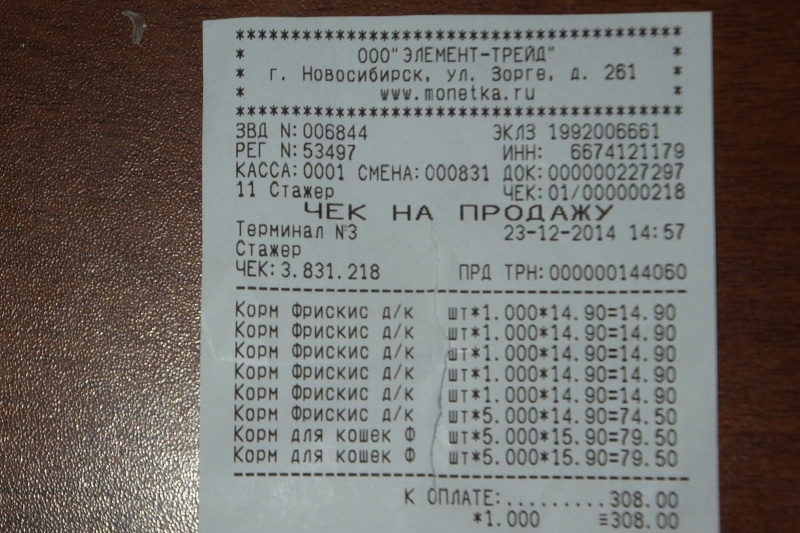 ****************************************
* ООО"ЭЛЕМЕНТ-ТРЕЙД" *
* г. Новосибирск, ул. Зорге, д. 261 *
* www.monetka.ru *
****************************************
ЗВД N:006844 ЭКЛЗ 1992006661
РЕГ N:53497 ИНН: 6674121179
КАССА:0001 СМЕНА:000831 ДОК:000000227297
11 Стажер ЧЕК:01/000000218
ЧЕК НА ПРОДАЖУ
Терминал №3 23-12-2014 14:57
Стажер
ЧЕК:3.831.218 ПРД ТРН:000000144060
----------------------------------------
Корм Фрискис д/к шт*1.000*14.90=14.90
Корм Фрискис д/к шт*1.000*14.90=14.90
Корм Фрискис д/к шт*1.000*14.90=14.90
Корм Фрискис д/к шт*1.000*14.90=14.90
Корм Фрискис д/к шт*1.000*14.90=14.90
Корм Фрискис д/к шт*5.000*14.90=74.50
Корм для кошек Ф шт*5.000*15.90=79.50
Корм для кошек Ф шт*5.000*15.90=79.50
----------------------------------------
К ОПЛАТЕ:.........308.00
*1.000 ≡308.00